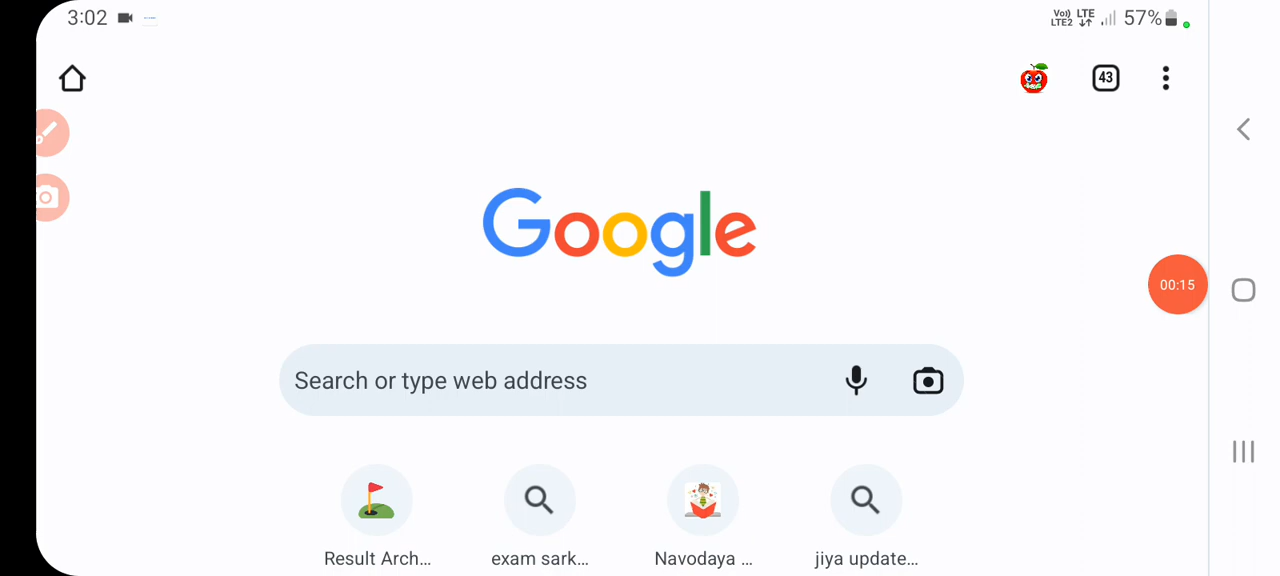 3:02
Vo)) LTE
LTE2
57%
43
Google
00:15
Search or type web address
Result Arch...
exam sark...
Navodaya ...
jiya update...